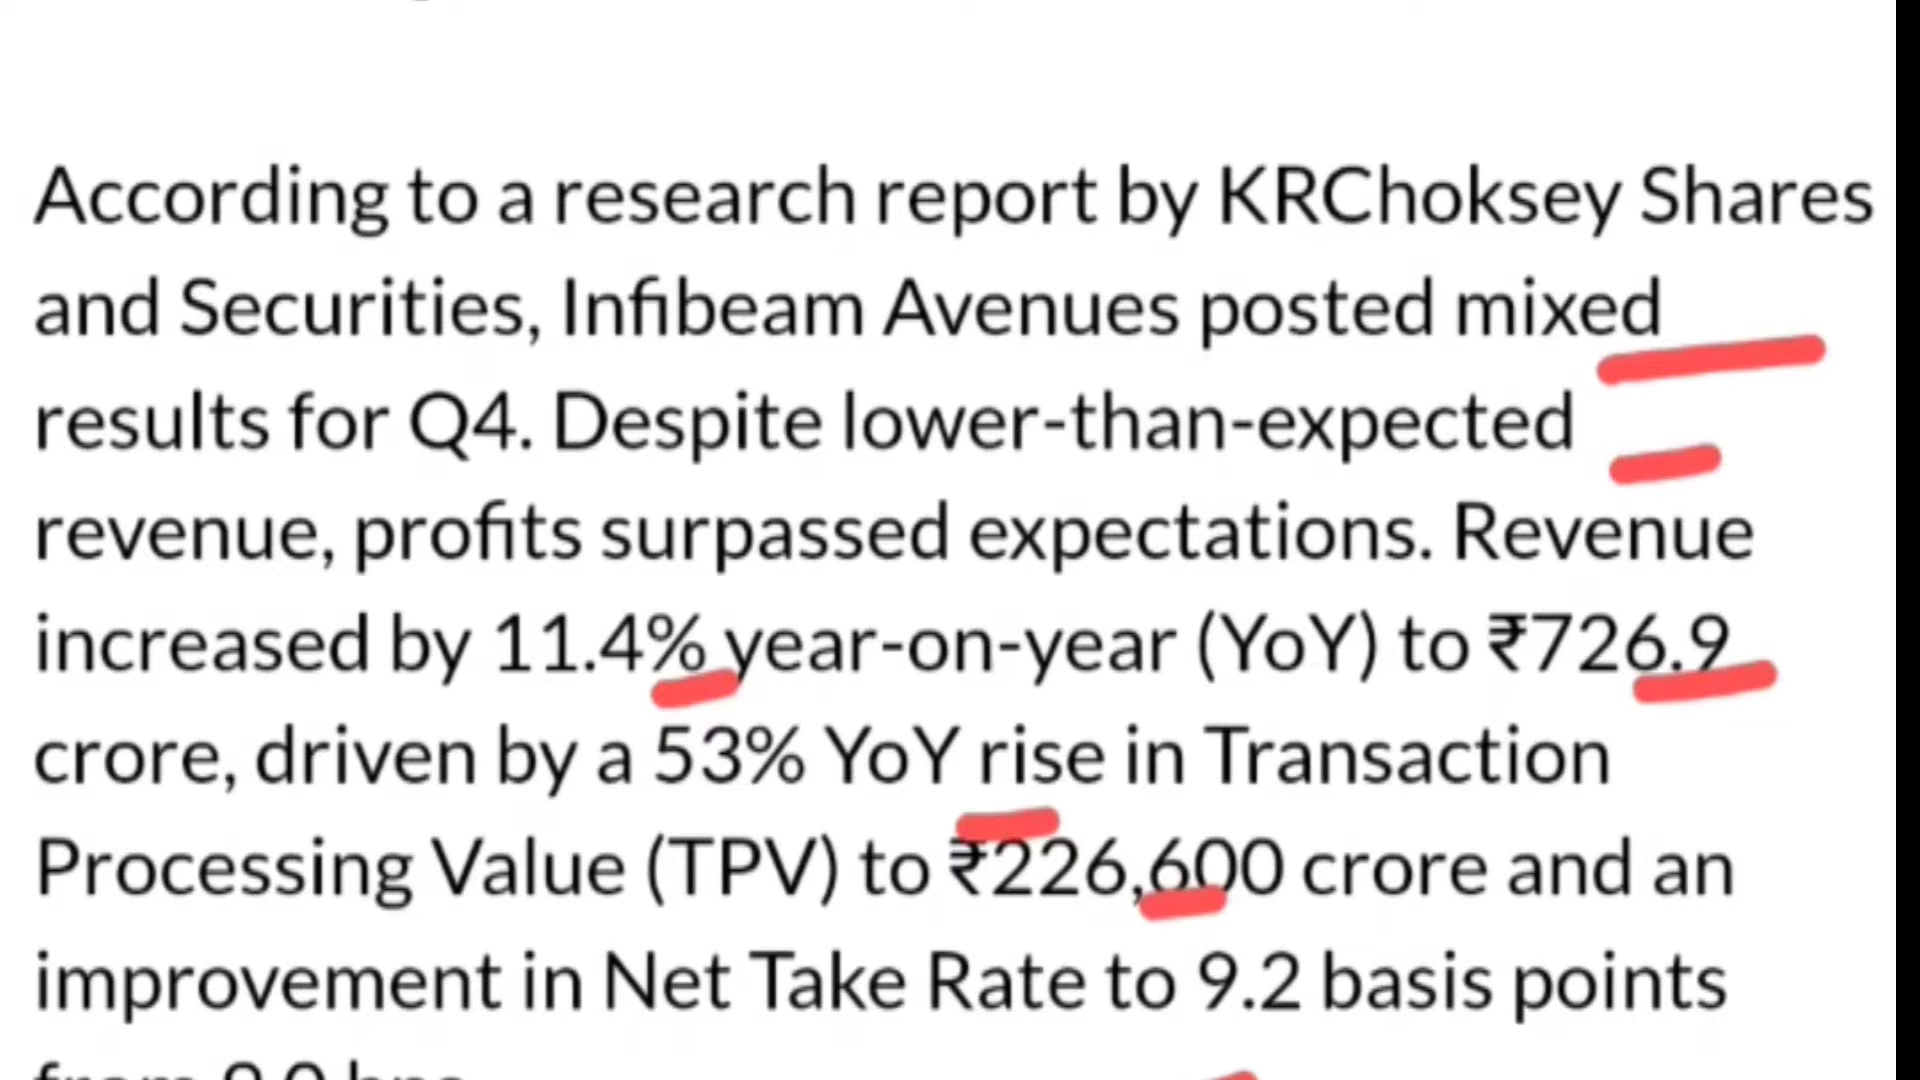 According to a research report by KRChoksey Shares
and Securities, Infibeam Avenues posted mixed
results for Q4. Despite lower-than-expected
revenue, profits surpassed expectations. Revenue
increased by 11.4% year-on-year (YoY) to ₹726.9
crore, driven by a 53% YoY rise in Transaction
Processing Value (TPV) to ₹226,600 crore and an
improvement in Net Take Rate to 9.2 basis points